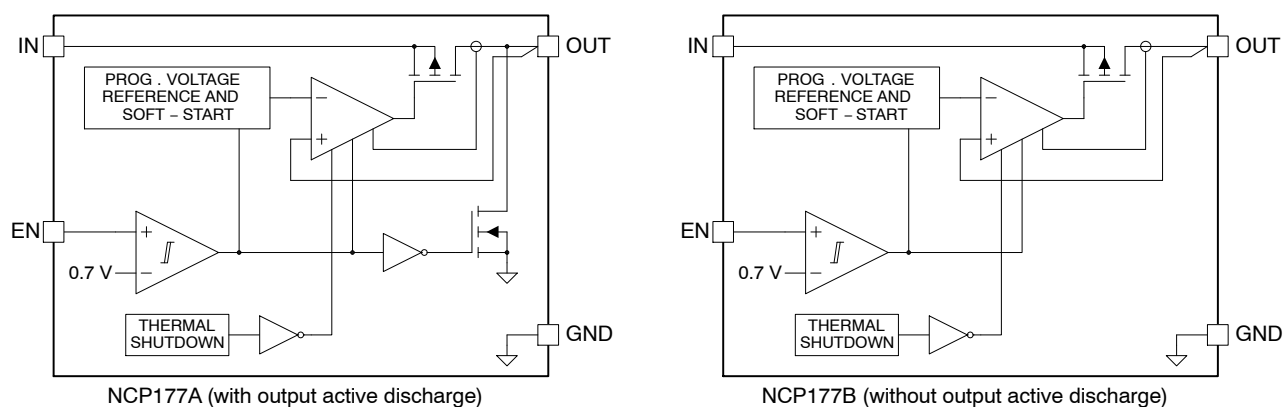 IN
OUT
PROG . VOLTAGE
REFERENCE AND
SOFT − START
−
+
EN
+
0.7 V
−
THERMAL
SHUTDOWN
GND
NCP177A (with output active discharge)
IN
OUT
PROG . VOLTAGE
REFERENCE AND
SOFT − START
−
+
EN
+
0.7 V
−
THERMAL
SHUTDOWN
GND
NCP177B (without output active discharge)